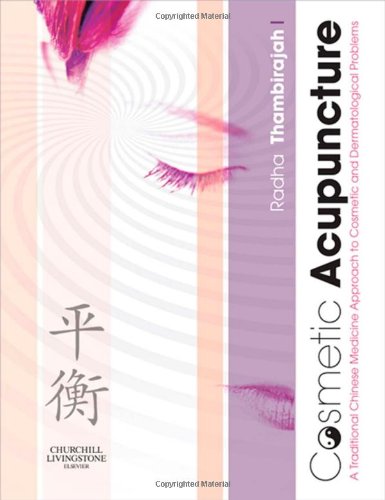 Copyrighted Material
Cosmetic Acupuncture
A Traditional Chinese Medicine Approach to Cosmetic and Dermatological Problems
Radha Thambirajah
平
衡
CHURCHILL
LIVINGSTONE
ELSEVIER
Copyrighted Material